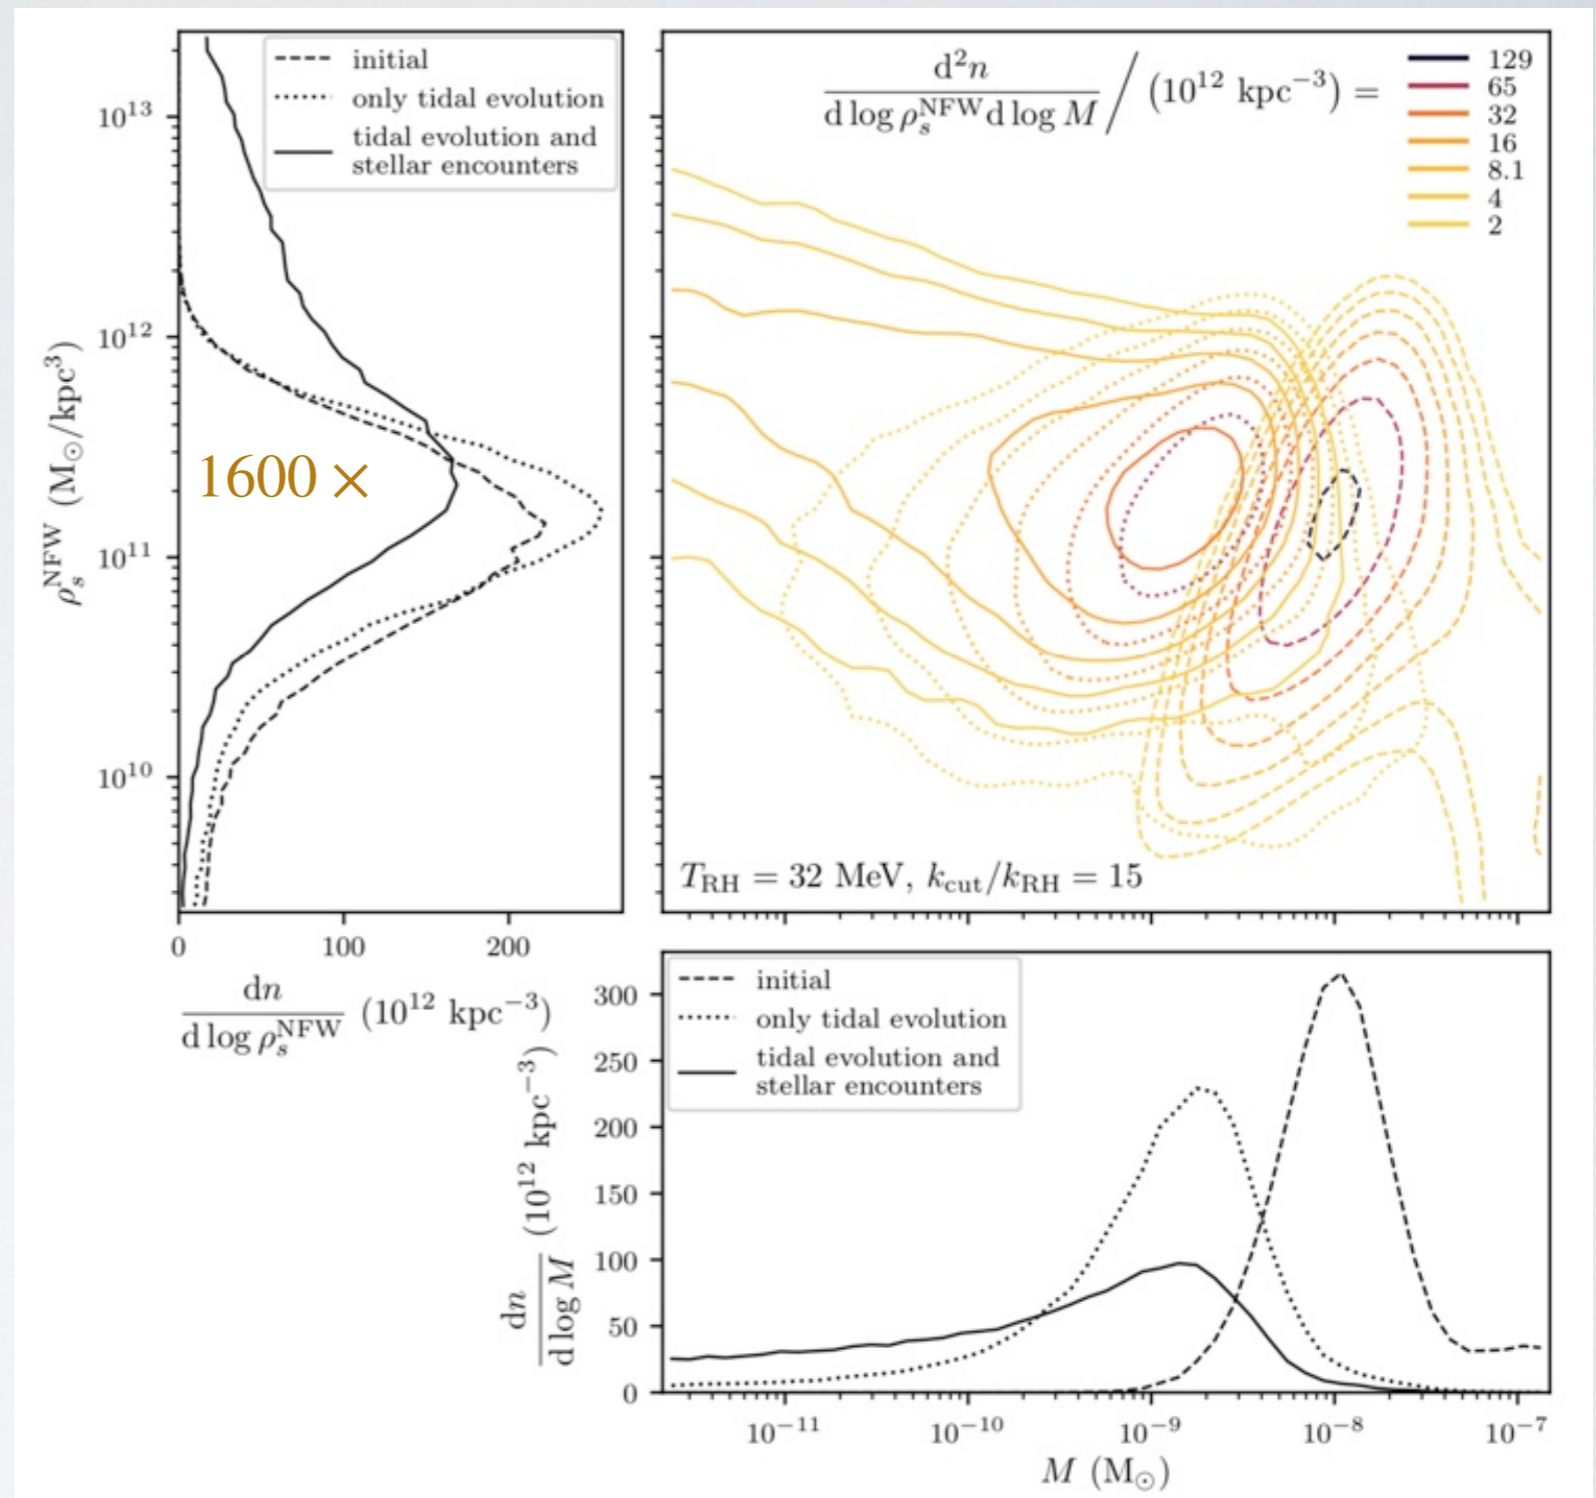 initial
only tidal evolution
tidal evolution and
stellar encounters
10^13
10^12
10^11
10^10
ρ_s^NFW (M_⊙/kpc^3)
1600 ×
0 100 200
dn / d log ρ_s^NFW (10^12 kpc^−3)
d^2n / d log ρ_s^NFW d log M / (10^12 kpc^−3) =
129
65
32
16
8.1
4
2
T_RH = 32 MeV, k_cut/k_RH = 15
initial
only tidal evolution
tidal evolution and
stellar encounters
300
250
200
150
100
50
0
dn / d log M (10^12 kpc^−3)
10^−11 10^−10 10^−9 10^−8 10^−7
M (M_⊙)